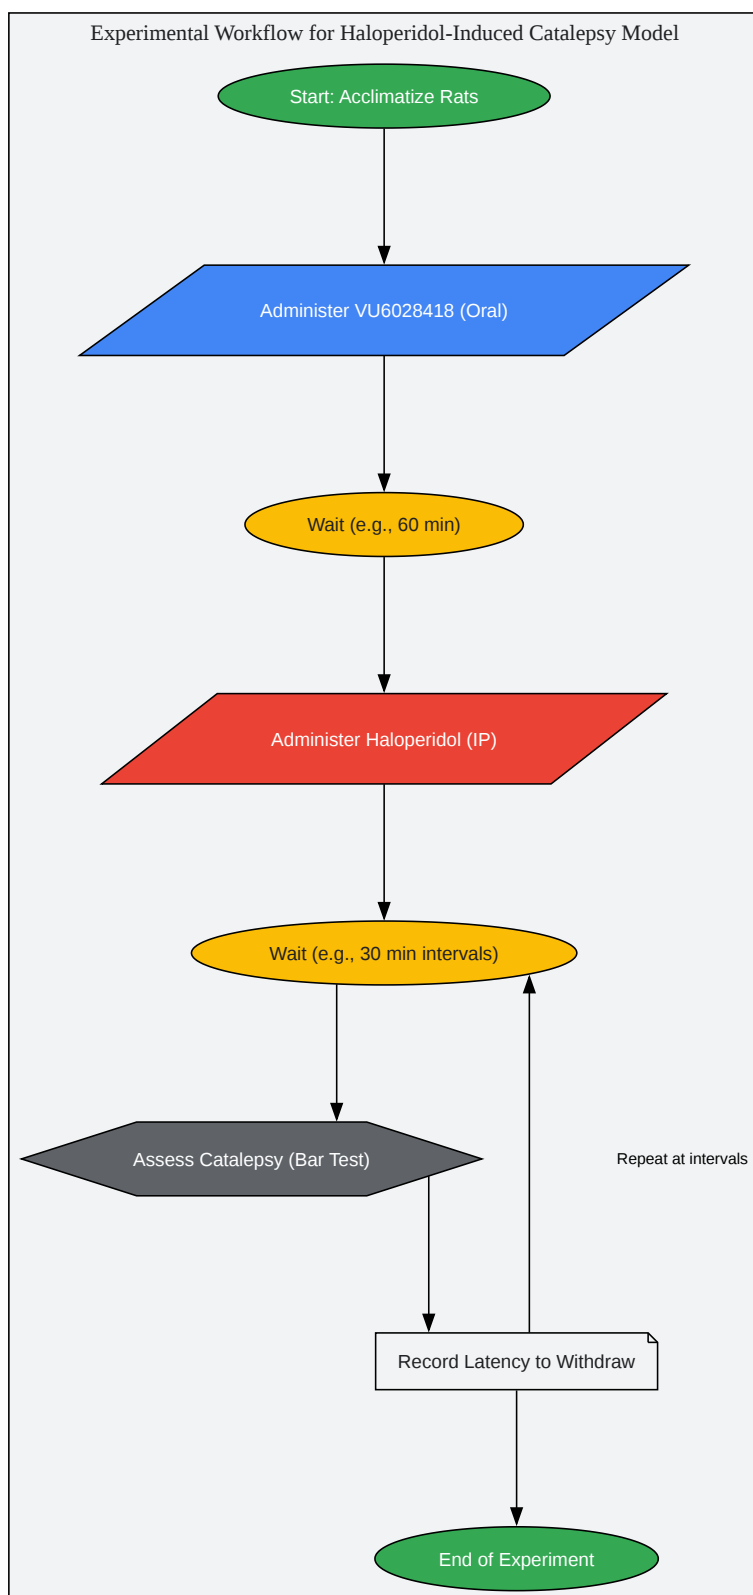 Experimental Workflow for Haloperidol-Induced Catalepsy Model
Start: Acclimatize Rats
Administer VU6028418 (Oral)
Wait (e.g., 60 min)
Administer Haloperidol (IP)
Wait (e.g., 30 min intervals)
Assess Catalepsy (Bar Test)
Repeat at intervals
Record Latency to Withdraw
End of Experiment